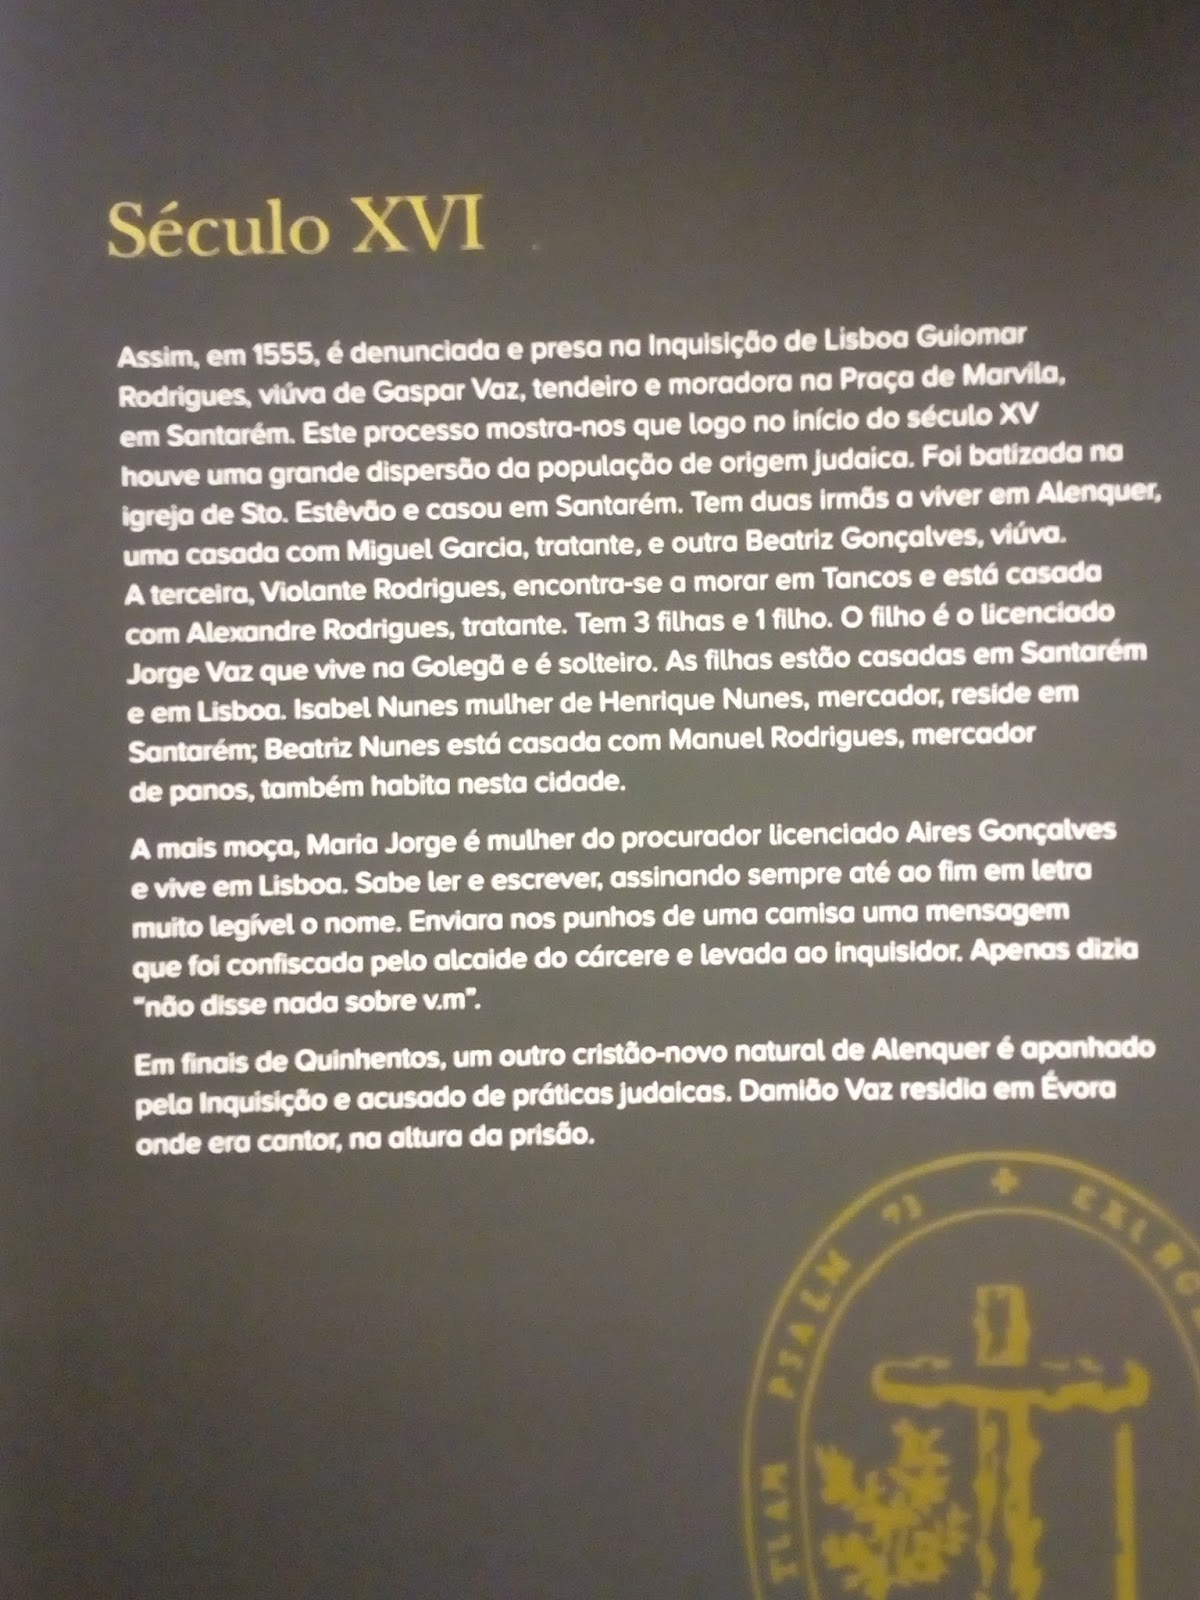 Século XVI
Assim, em 1555, é denunciada e presa na Inquisição de Lisboa Guiomar
Rodrigues, viúva de Gaspar Vaz, tendeiro e moradora na Praça de Marvila,
em Santarém. Este processo mostra-nos que logo no início do século XV
houve uma grande dispersão da população de origem judaica. Foi batizada na
igreja de Sto. Estêvão e casou em Santarém. Tem duas irmãs a viver em Alenquer,
uma casada com Miguel Garcia, tratante, e outra Beatriz Gonçalves, viúva.
A terceira, Violante Rodrigues, encontra-se a morar em Tancos e está casada
com Alexandre Rodrigues, tratante. Tem 3 filhas e 1 filho. O filho é o licenciado
Jorge Vaz que vive na Golegã e é solteiro. As filhas estão casadas em Santarém
e em Lisboa. Isabel Nunes mulher de Henrique Nunes, mercador, reside em
Santarém; Beatriz Nunes está casada com Manuel Rodrigues, mercador
de panos, também habita nesta cidade.
A mais moça, Maria Jorge é mulher do procurador licenciado Aires Gonçalves
e vive em Lisboa. Sabe ler e escrever, assinando sempre até ao fim em letra
muito legível o nome. Enviara nos punhos de uma camisa uma mensagem
que foi confiscada pelo alcaide do cárcere e levada ao inquisidor. Apenas dizia
“não disse nada sobre v.m”.
Em finais de Quinhentos, um outro cristão-novo natural de Alenquer é apanhado
pela Inquisição e acusado de práticas judaicas. Damião Vaz residia em Évora
onde era cantor, na altura da prisão.
TUAM PSALM 73 + EXURG